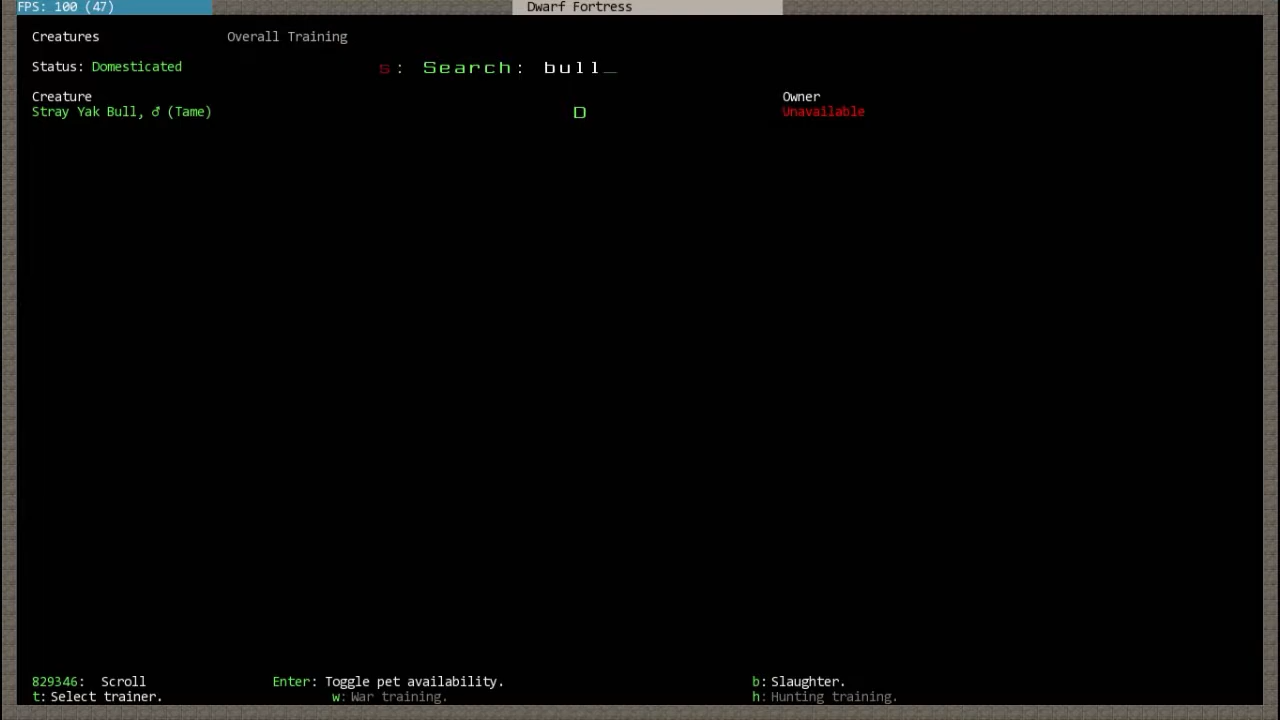 FPS: 100 (47) Dwarf Fortress
Creatures Overall Training
Status: Domesticated s: Search: bull_
Creature Owner
Stray Yak Bull, ♂ (Tame) D Unavailable
829346: Scroll Enter: Toggle pet availability. b: Slaughter.
t: Select trainer. w: War training. h: Hunting training.